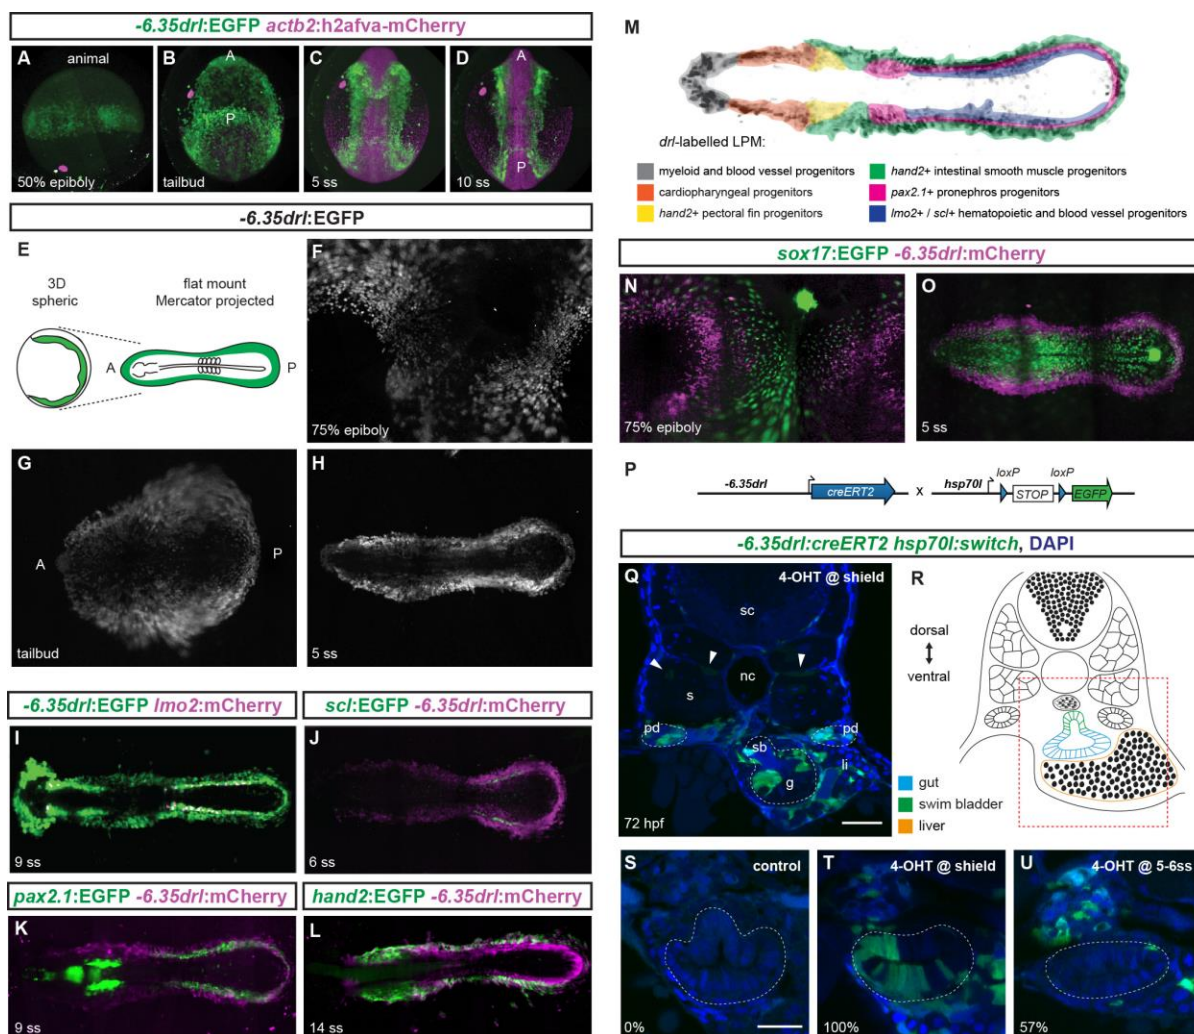 -6.35drl:EGFP actb2:h2afva-mCherry
A
animal
50% epiboly
B
A
P
tailbud
C
5 ss
D
A
P
10 ss
-6.35drl:EGFP
E
3D
spheric
flat mount
Mercator projected
A
P
F
75% epiboly
G
A
P
tailbud
H
5 ss
-6.35drl:EGFP lmo2:mCherry
I
9 ss
scl:EGFP -6.35drl:mCherry
J
6 ss
pax2.1:EGFP -6.35drl:mCherry
K
9 ss
hand2:EGFP -6.35drl:mCherry
L
14 ss
M
drl-labelled LPM:
myeloid and blood vessel progenitors
cardiopharyngeal progenitors
hand2+ pectoral fin progenitors
hand2+ intestinal smooth muscle progenitors
pax2.1+ pronephros progenitors
lmo2+ / scl+ hematopoietic and blood vessel progenitors
sox17:EGFP -6.35drl:mCherry
N
75% epiboly
O
5 ss
P
-6.35drl
creERT2
x
hsp70l
loxP
STOP
loxP
EGFP
-6.35drl:creERT2 hsp70l:switch, DAPI
Q
4-OHT @ shield
sc
nc
s
pd
pd
sb
li
g
72 hpf
R
dorsal
ventral
gut
swim bladder
liver
S
control
0%
T
4-OHT @ shield
100%
U
4-OHT @ 5-6ss
57%